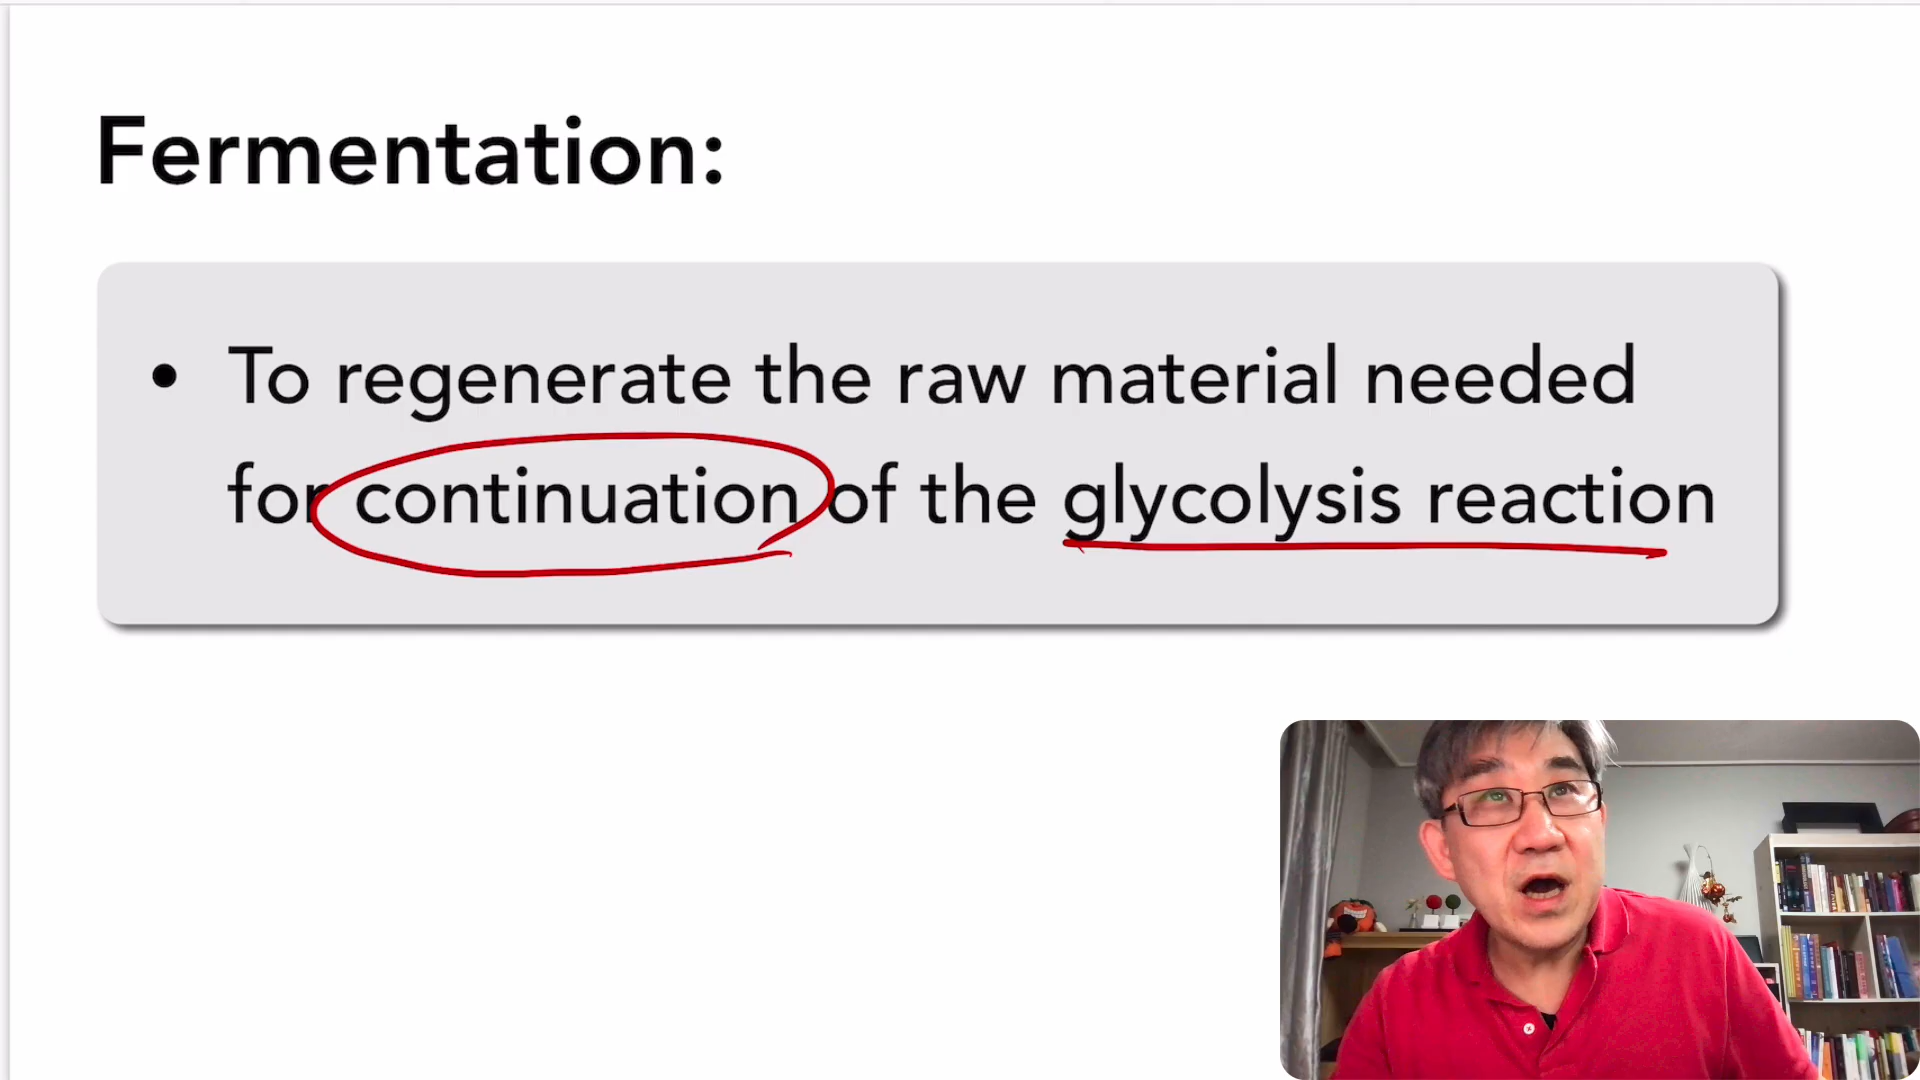 Fermentation:
• To regenerate the raw material needed
for continuation of the glycolysis reaction